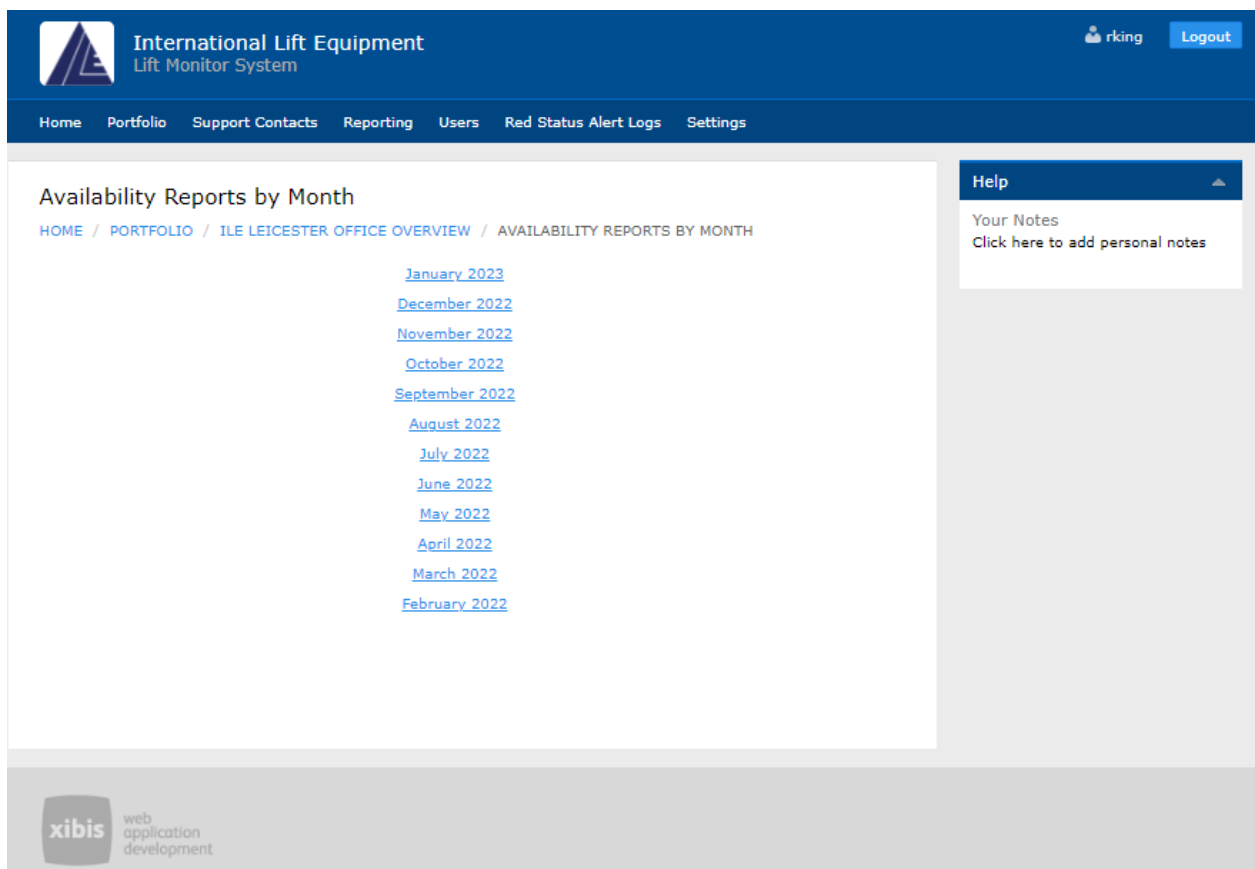 International Lift Equipment
Lift Monitor System
rking
Logout
Home Portfolio Support Contacts Reporting Users Red Status Alert Logs Settings
Availability Reports by Month
HOME / PORTFOLIO / ILE LEICESTER OFFICE OVERVIEW / AVAILABILITY REPORTS BY MONTH
January 2023
December 2022
November 2022
October 2022
September 2022
August 2022
July 2022
June 2022
May 2022
April 2022
March 2022
February 2022
Help
Your Notes
Click here to add personal notes
xibis
web
application
development